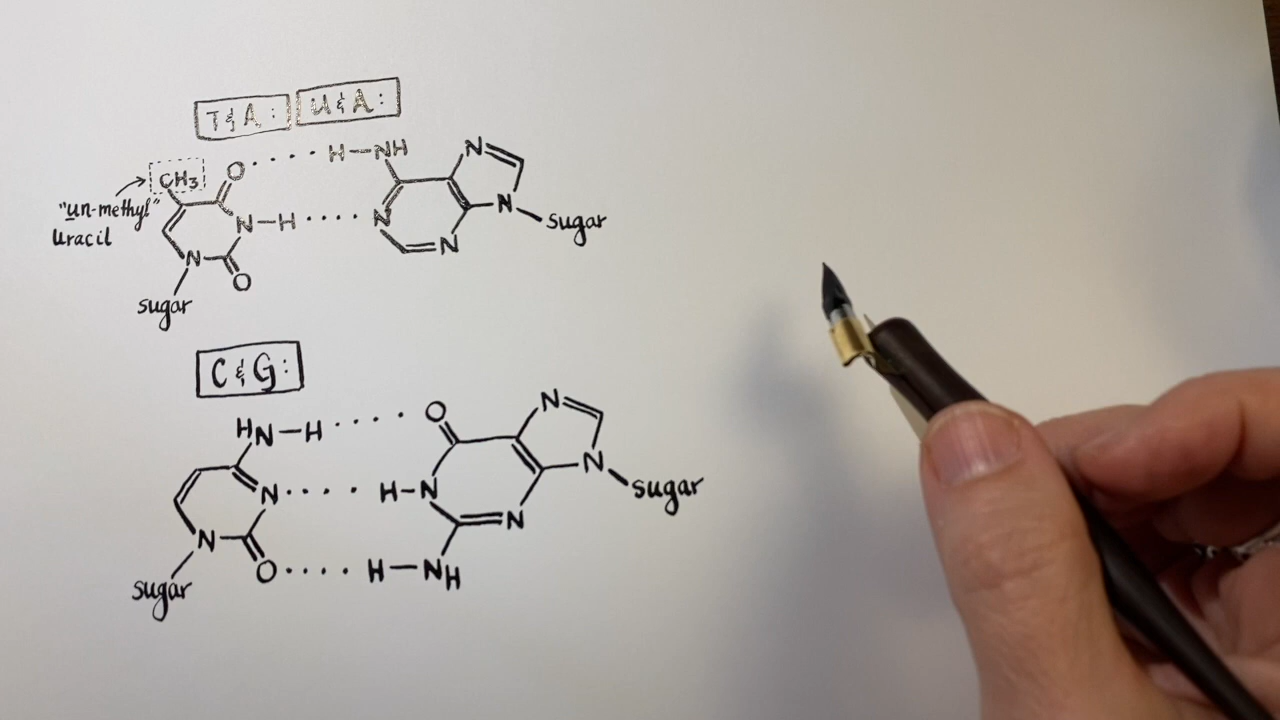 T&A: U&A:
O .... H—NH N
CH3
"un-methyl"
Uracil
N—H .... N N sugar
N N
O
sugar
C&G:
HN—H .... O N
N .... H—N N sugar
N N
O .... H—NH
sugar